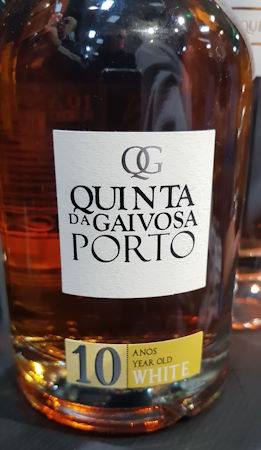 QG
QUINTA
DA GAIVOSA
PORTO
10
ANOS
YEAR OLD
WHITE